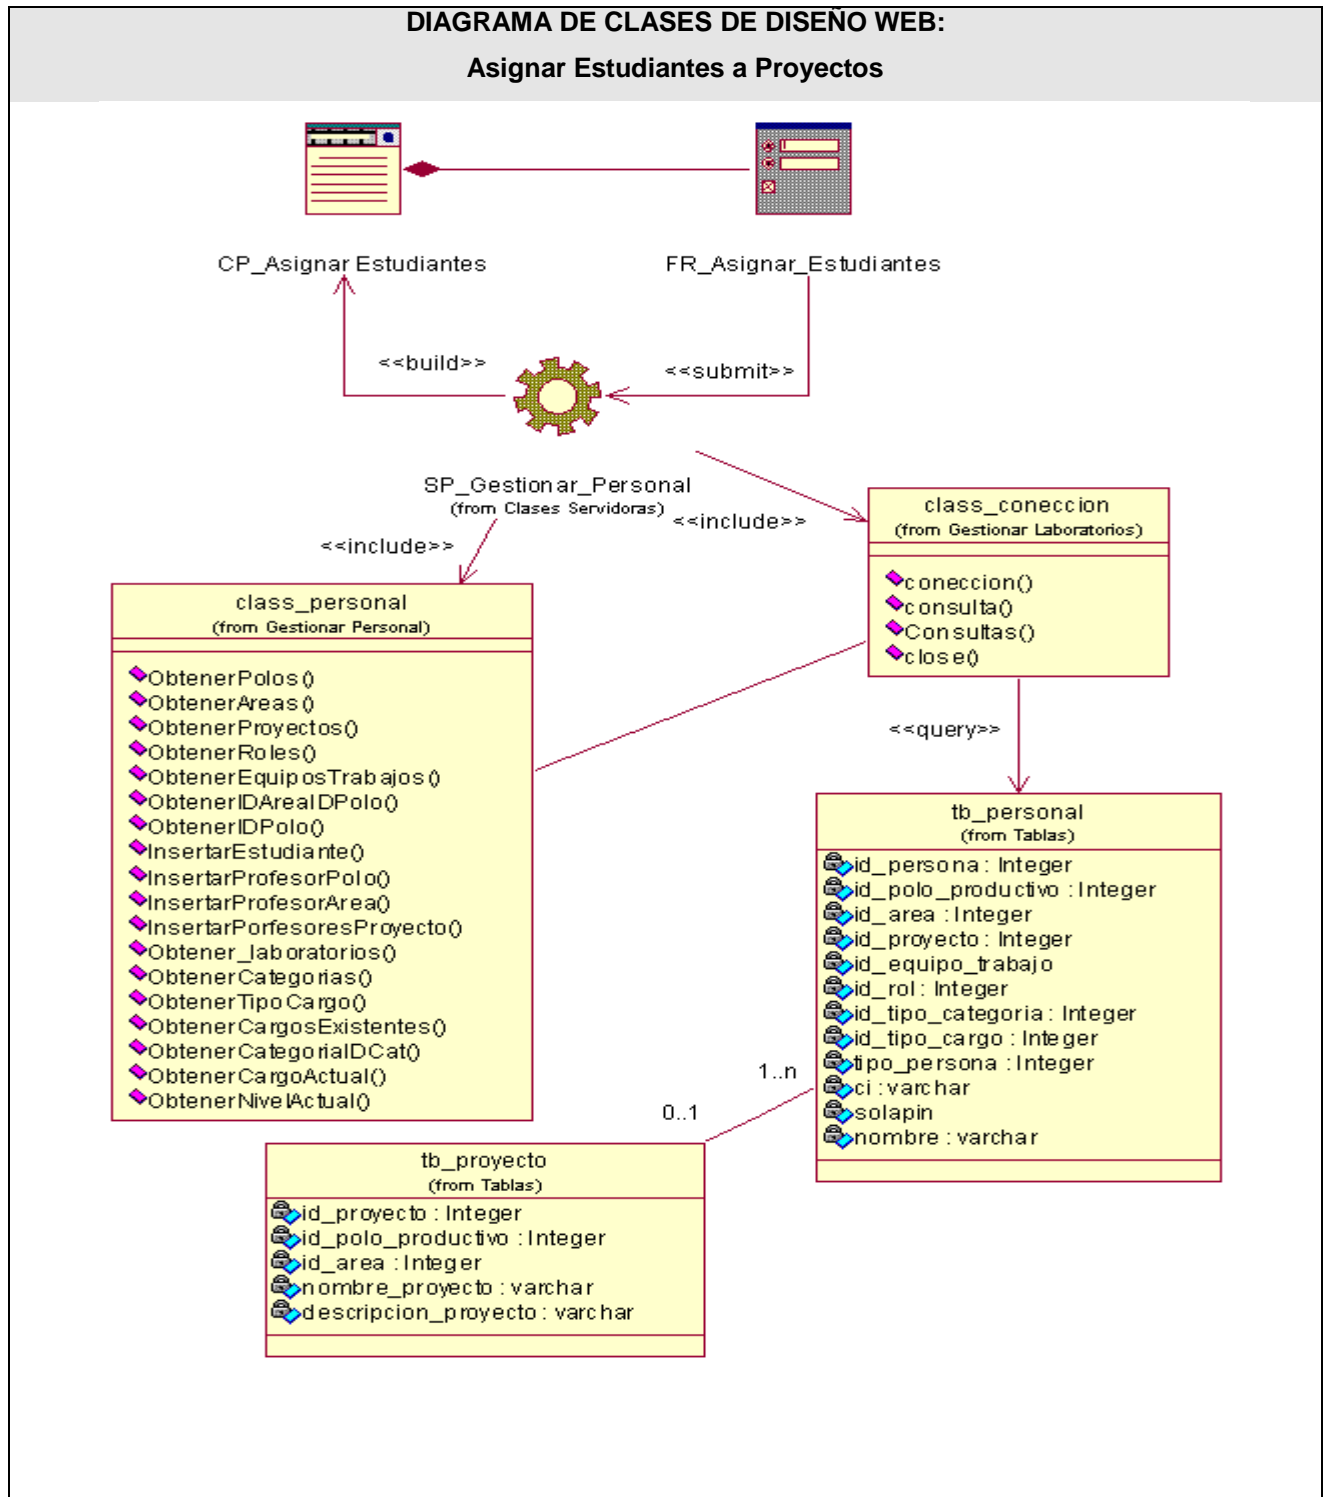 DIAGRAMA DE CLASES DE DISEÑO WEB:
Asignar Estudiantes a Proyectos
CP_Asignar Estudiantes
FR_Asignar_Estudiantes
<<build>>
<<submit>>
SP_Gestionar_Personal
(from Clases Servidoras)
<<include>>
<<include>>
class_coneccion
(from Gestionar Laboratorios)
coneccion()
consulta()
Consultas()
close()
class_personal
(from Gestionar Personal)
ObtenerPolos()
ObtenerAreas()
ObtenerProyectos()
ObtenerRoles()
ObtenerEquiposTrabajos()
ObtenerIDAreaIDPolo()
ObtenerIDPolo()
InsertarEstudiante()
InsertarProfesorPolo()
InsertarProfesorArea()
InsertarPorfesoresProyecto()
Obtener_laboratorios()
ObtenerCategorias()
ObtenerTipoCargo()
ObtenerCargosExistentes()
ObtenerCategoriaIDCat()
ObtenerCargoActual()
ObtenerNivelActual()
<<query>>
tb_personal
(from Tablas)
id_persona : Integer
id_polo_productivo : Integer
id_area : Integer
id_proyecto : Integer
id_equipo_trabajo
id_rol : Integer
id_tipo_categoria : Integer
id_tipo_cargo : Integer
tipo_persona : Integer
ci : varchar
solapin
nombre : varchar
1..n
0..1
tb_proyecto
(from Tablas)
id_proyecto : Integer
id_polo_productivo : Integer
id_area : Integer
nombre_proyecto : varchar
descripcion_proyecto : varchar